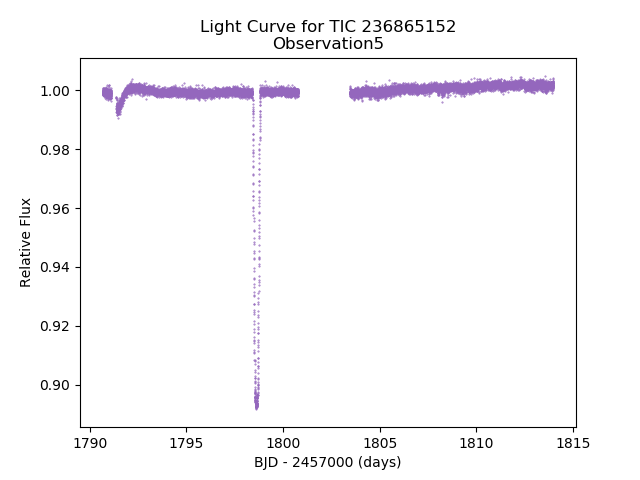 Light Curve for TIC 236865152
Observation5
Relative Flux
1.00
0.98
0.96
0.94
0.92
0.90
1790 1795 1800 1805 1810 1815
BJD - 2457000 (days)